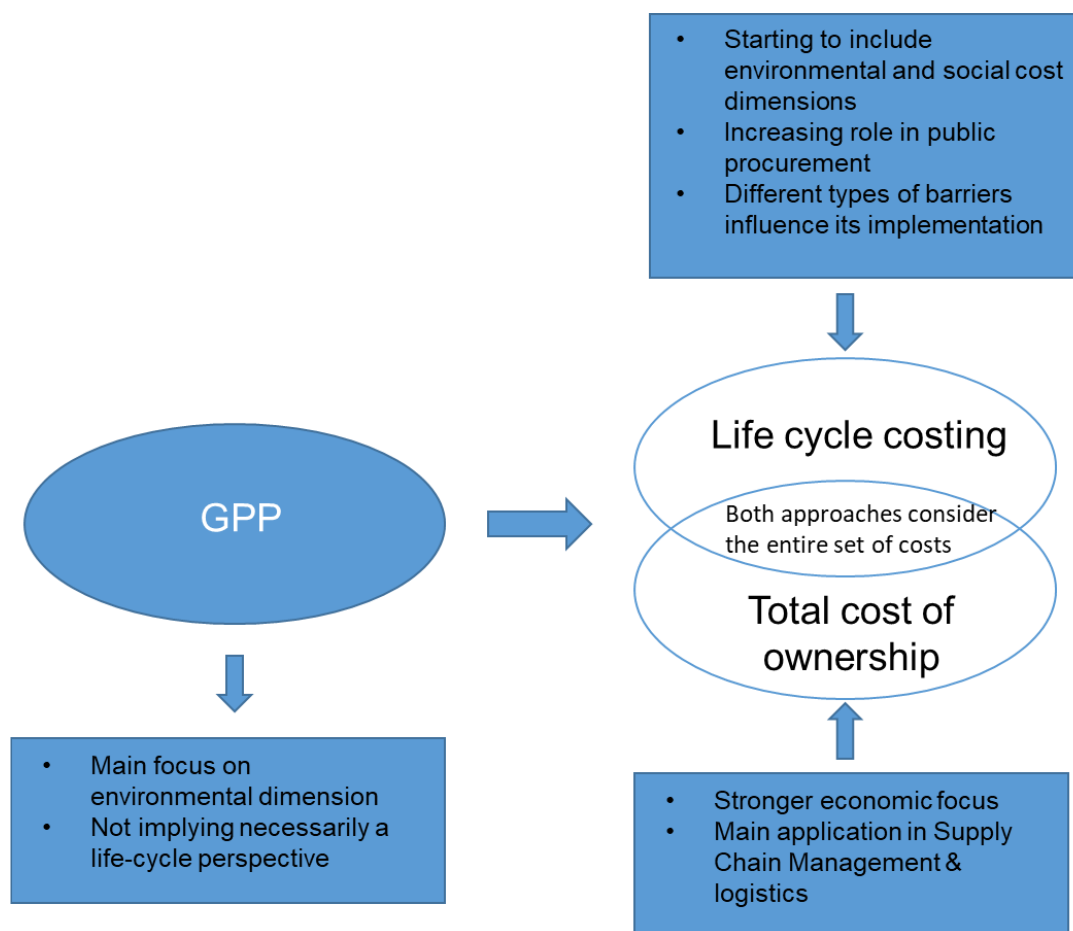 • Starting to include
environmental and social cost
dimensions
• Increasing role in public
procurement
• Different types of barriers
influence its implementation
Life cycle costing
GPP
Both approaches consider
the entire set of costs
Total cost of
ownership
• Main focus on
environmental dimension
• Not implying necessarily a
life-cycle perspective
• Stronger economic focus
• Main application in Supply
Chain Management &
logistics